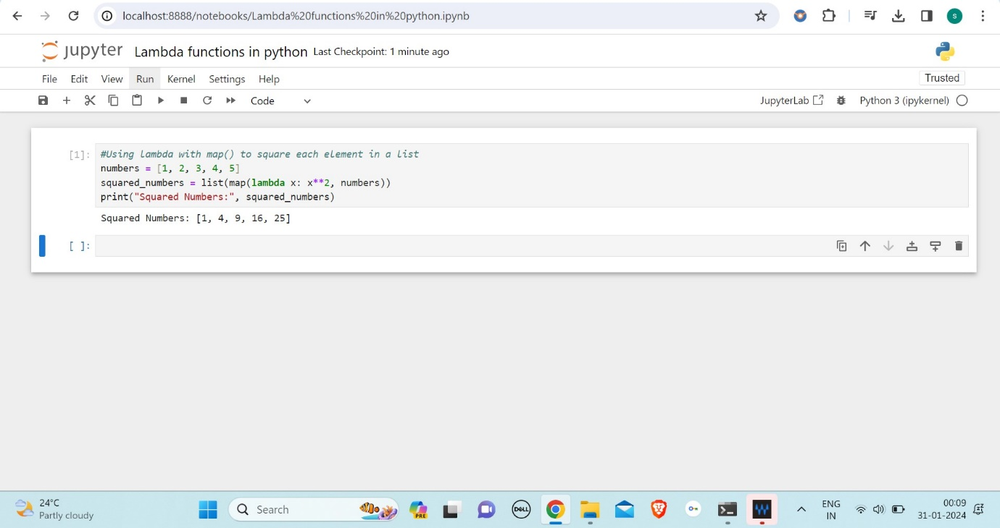 localhost:8888/notebooks/Lambda%20functions%20in%20python.ipynb
S
jupyter Lambda functions in python Last Checkpoint: 1 minute ago
File Edit View Run Kernel Settings Help Trusted
Code JupyterLab Python 3 (ipykernel)
[1]: #Using lambda with map() to square each element in a list
numbers = [1, 2, 3, 4, 5]
squared_numbers = list(map(lambda x: x**2, numbers))
print("Squared Numbers:", squared_numbers)
Squared Numbers: [1, 4, 9, 16, 25]
[ ]:
24°C
Partly cloudy
Search
PRE
DELL
W
ENG
IN
00:09
31-01-2024